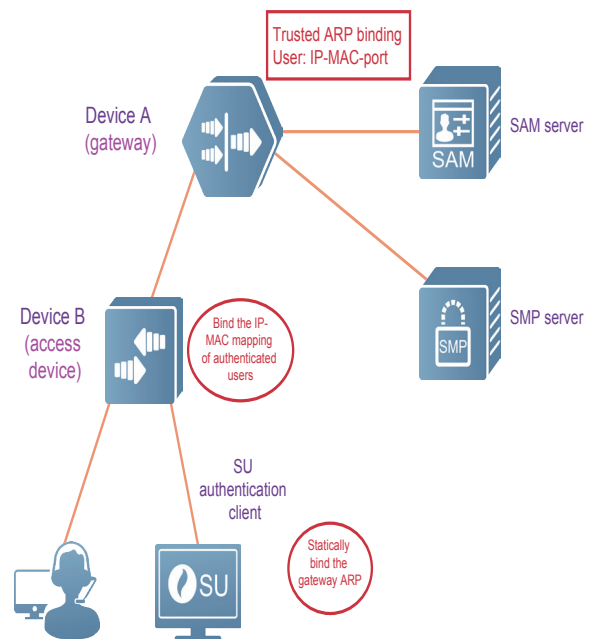 Trusted ARP binding
User: IP-MAC-port
Device A
(gateway)
SAM
SAM server
Device B
(access
device)
Bind the IP-
MAC mapping
of authenticated
users
SMP
SMP server
SU
authentication
client
SU
Statically
bind the
gateway ARP